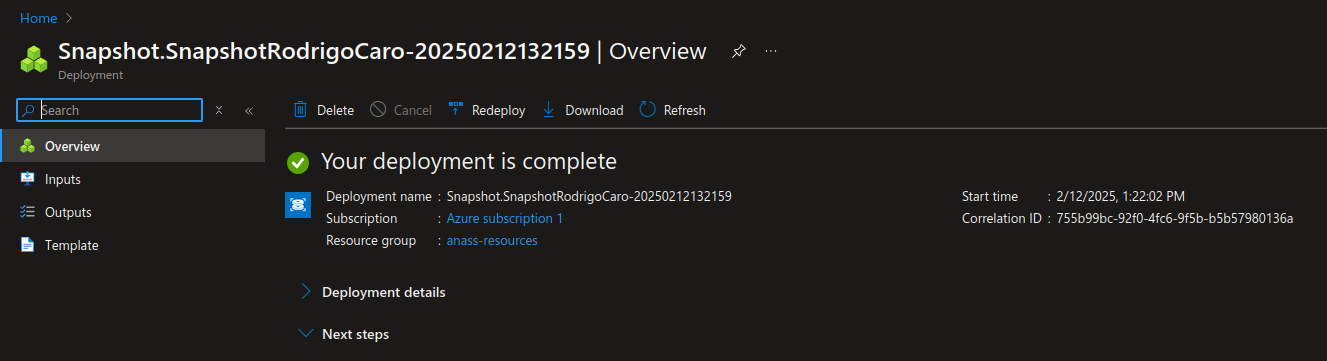 Home
Snapshot.SnapshotRodrigoCaro-20250212132159 | Overview
Deployment
Search
Delete
Cancel
Redeploy
Download
Refresh
Overview
Inputs
Outputs
Template
Your deployment is complete
Deployment name : Snapshot.SnapshotRodrigoCaro-20250212132159
Subscription : Azure subscription 1
Resource group : anass-resources
Start time : 2/12/2025, 1:22:02 PM
Correlation ID : 755b99bc-92f0-4fc6-9f5b-b5b57980136a
Deployment details
Next steps